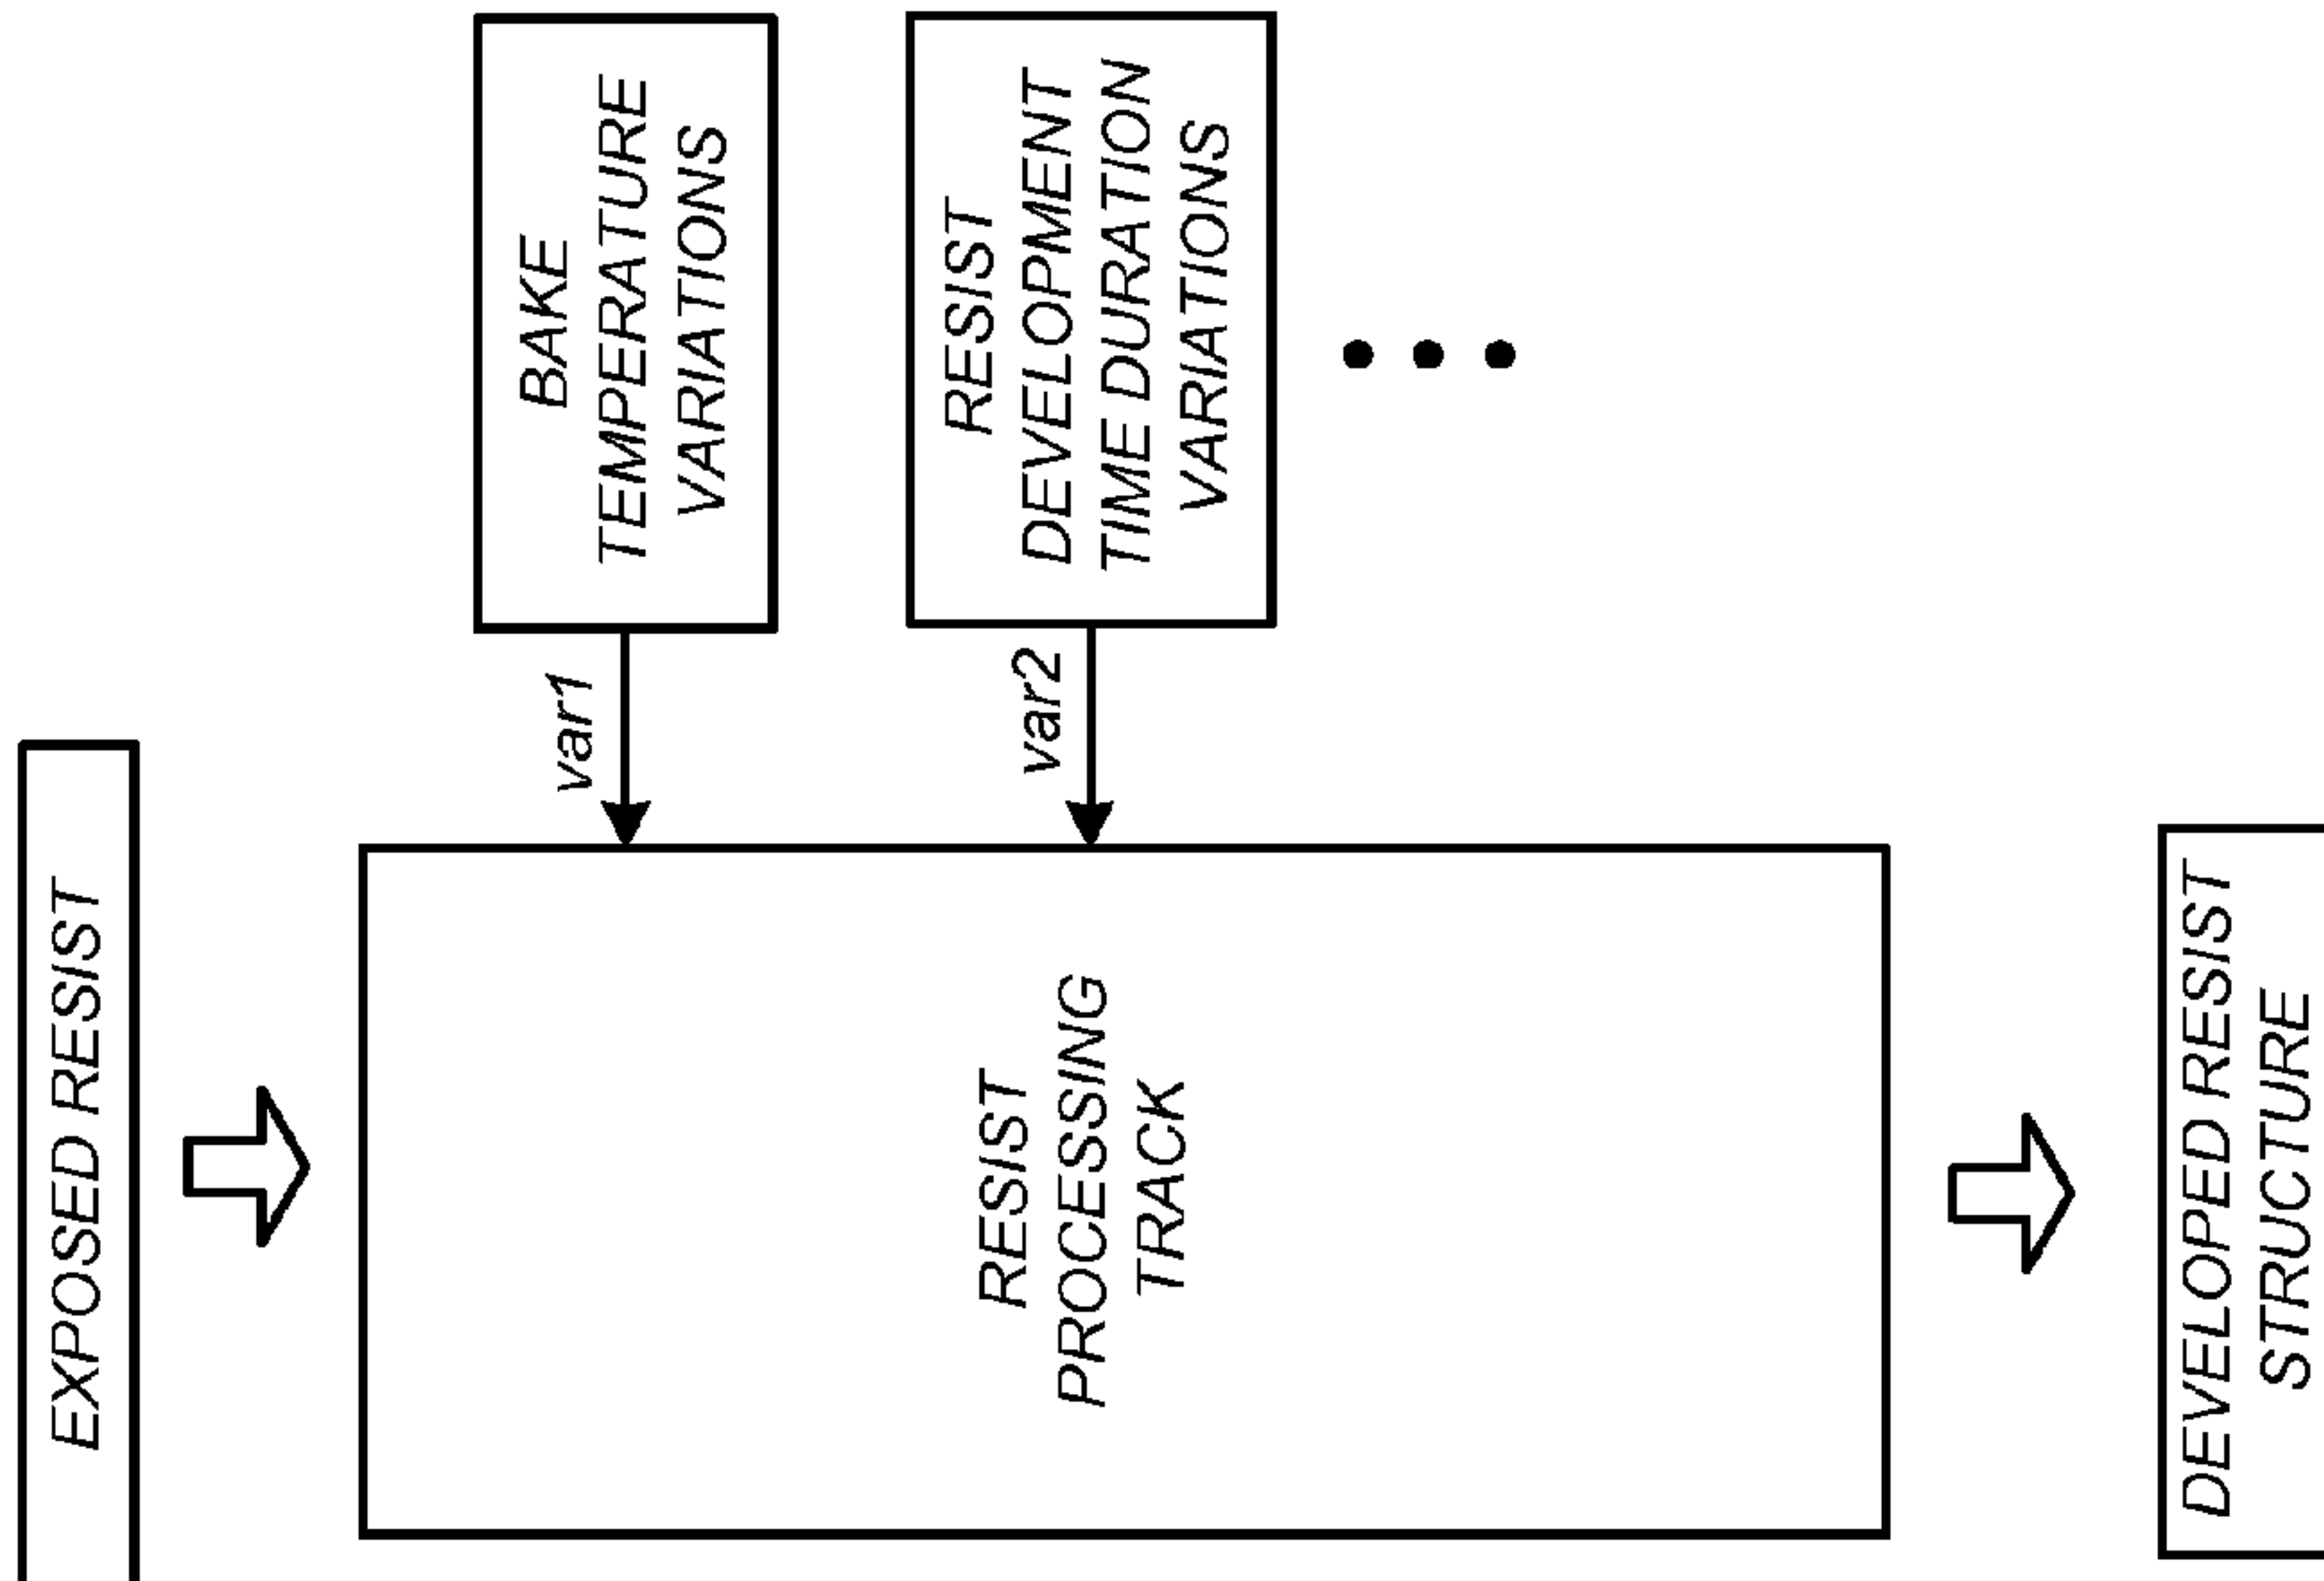 EXPOSED RESIST
BAKE
TEMPERATURE
VARIATIONS
var1
RESIST
DEVELOPMENT
TIME DURATION
VARIATIONS
var2
RESIST
PROCESSING
TRACK
DEVELOPED RESIST
STRUCTURE